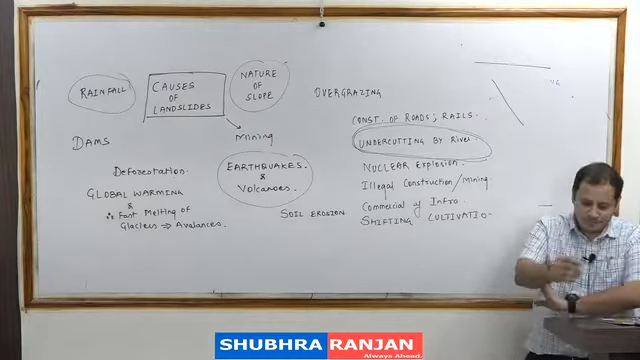 RAINFALL
CAUSES
OF
LANDSLIDES
NATURE
OF
SLOPE
OVERGRAZING
CONST. OF ROADS; RAILS.
DAMS
Mining
UNDERCUTTING BY River
Deforestation
EARTHQUAKES
&
Volcanoes.
NUCLEAR Explosion.
GLOBAL WARMING
&
∴ Fast Melting of
Glaciers ⇒ Avalances.
Illegal Construction/Mining.
SOIL EROSION
Commercial of Infro.
SHIFTING CULTIVATIO
SHUBHRA RANJAN
Always Ahead.